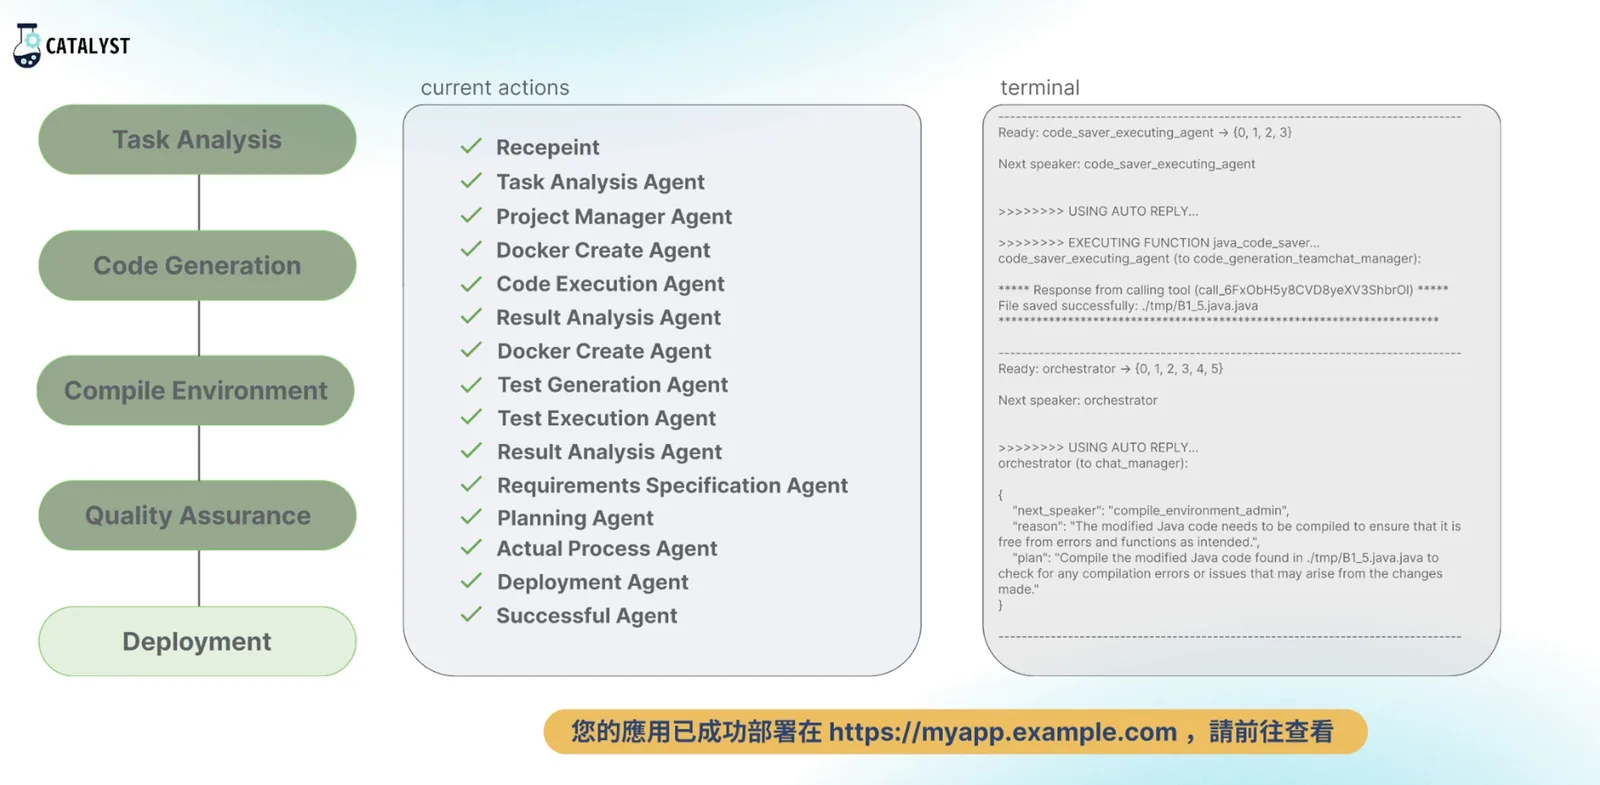 CATALYST
Task Analysis
Code Generation
Compile Environment
Quality Assurance
Deployment
current actions
Recepeint
Task Analysis Agent
Project Manager Agent
Docker Create Agent
Code Execution Agent
Result Analysis Agent
Docker Create Agent
Test Generation Agent
Test Execution Agent
Result Analysis Agent
Requirements Specification Agent
Planning Agent
Actual Process Agent
Deployment Agent
Successful Agent
terminal
--------------------------------------------------------------------------------
Ready: code_saver_executing_agent → {0, 1, 2, 3}
Next speaker: code_saver_executing_agent
>>>>>>>> USING AUTO REPLY...
>>>>>>>> EXECUTING FUNCTION java_code_saver...
code_saver_executing_agent (to code_generation_teamchat_manager):
***** Response from calling tool (call_6FxObH5y8CVD8yeXV3ShbrOl) *****
File saved successfully: ./tmp/B1_5.java.java
**********************************************************************
--------------------------------------------------------------------------------
Ready: orchestrator → {0, 1, 2, 3, 4, 5}
Next speaker: orchestrator
>>>>>>>> USING AUTO REPLY...
orchestrator (to chat_manager):
{
"next_speaker": "compile_environment_admin",
"reason": "The modified Java code needs to be compiled to ensure that it is
free from errors and functions as intended.",
"plan": "Compile the modified Java code found in ./tmp/B1_5.java.java to
check for any compilation errors or issues that may arise from the changes
made."
}
--------------------------------------------------------------------------------
您的應用已成功部署在 https://myapp.example.com ，請前往查看